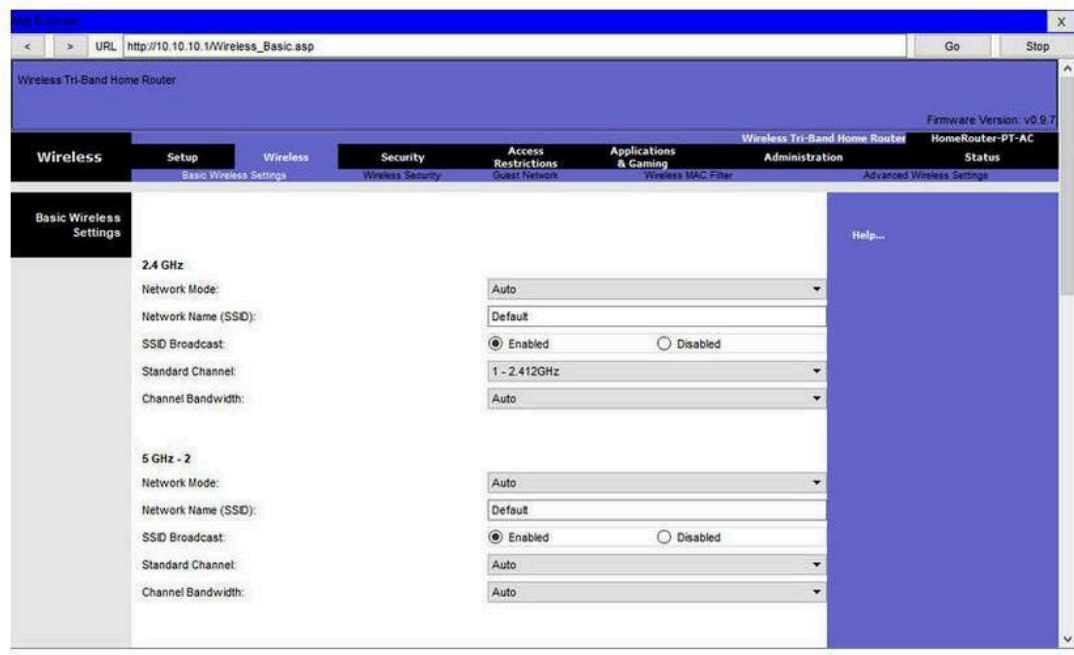 Web Browser
X
< > URL http://10.10.10.1/Wireless_Basic.asp Go Stop
Wireless Tri-Band Home Router
Firmware Version: v0.9.7
Wireless Tri-Band Home Router HomeRouter-PT-AC
Wireless Setup Wireless Security Access Restrictions Applications & Gaming Administration Status
Basic Wireless Settings Wireless Security Guest Network Wireless MAC Filter Advanced Wireless Settings
Basic Wireless Settings
Help...
2.4 GHz
Network Mode: Auto
Network Name (SSID): Default
SSID Broadcast: Enabled Disabled
Standard Channel: 1 - 2.412GHz
Channel Bandwidth: Auto
5 GHz - 2
Network Mode: Auto
Network Name (SSID): Default
SSID Broadcast: Enabled Disabled
Standard Channel: Auto
Channel Bandwidth: Auto